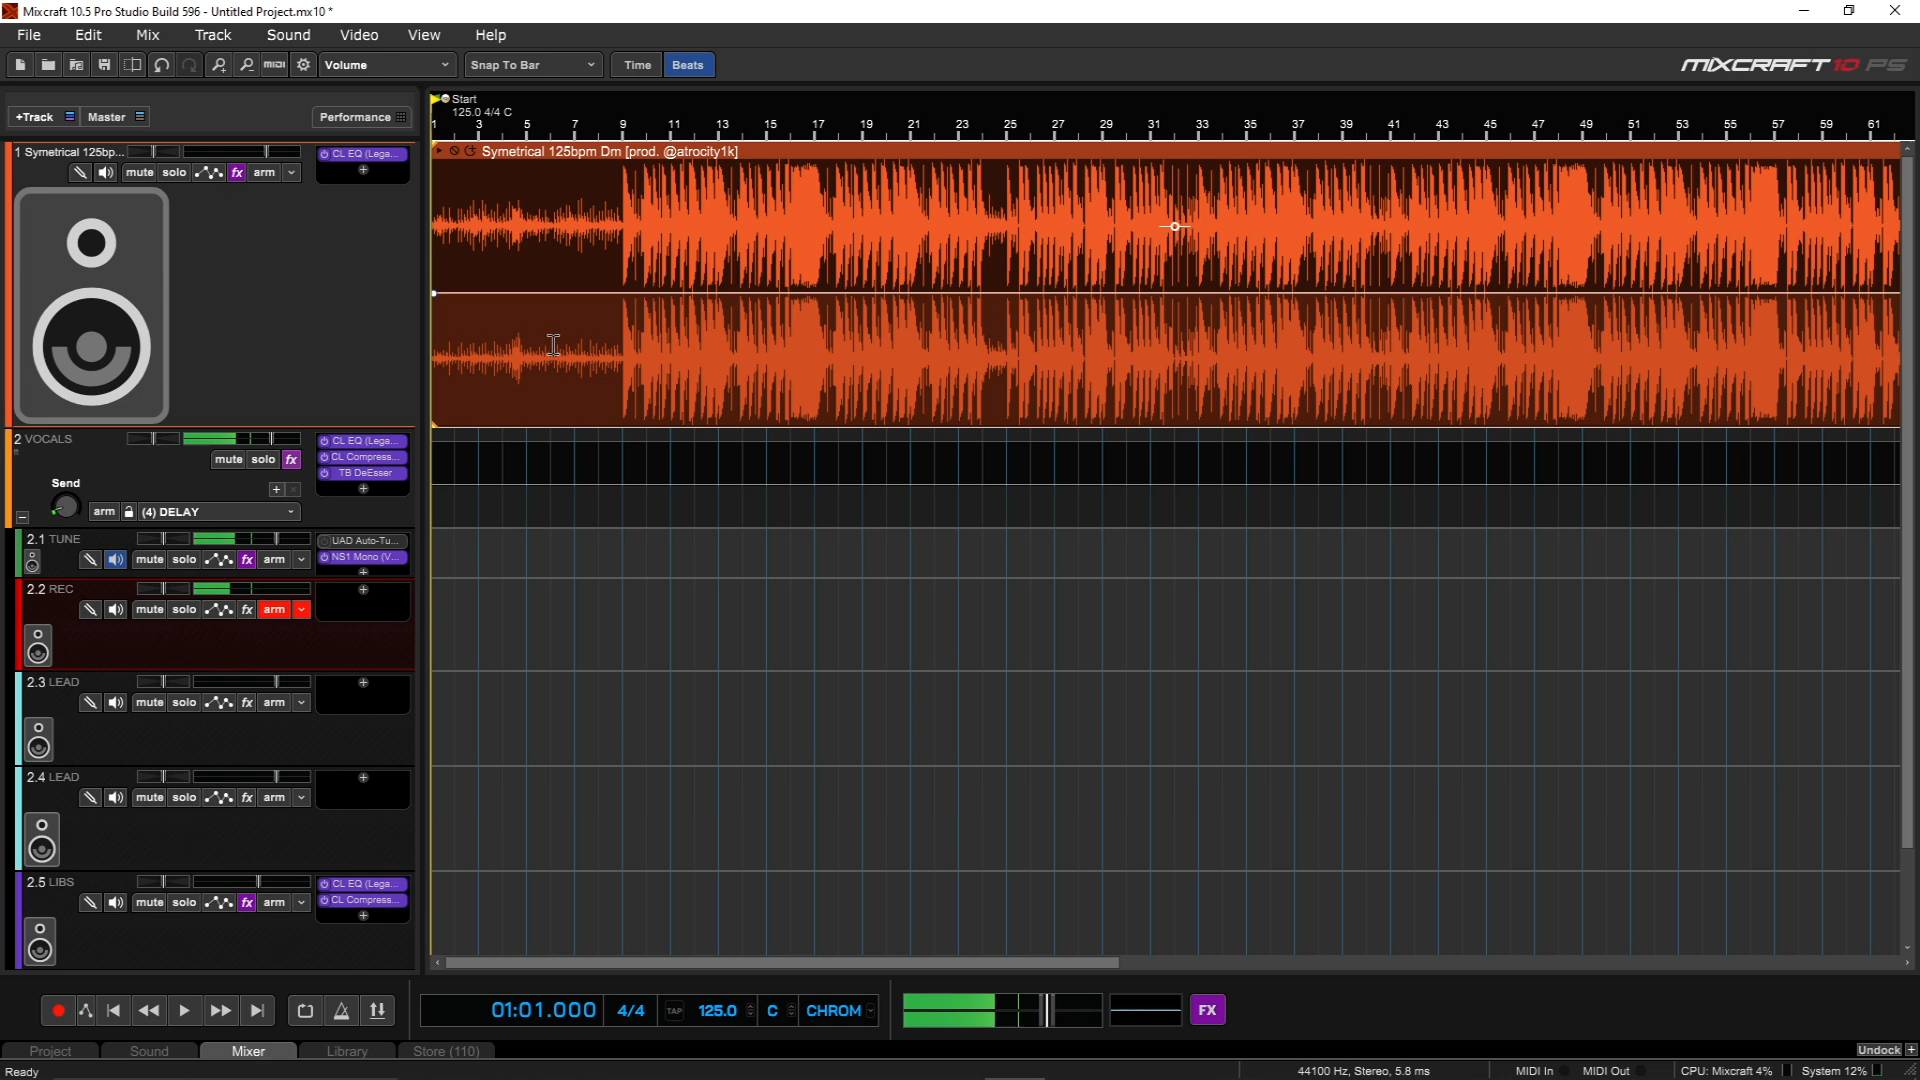 Mixcraft 10.5 Pro Studio Build 596 - Untitled Project.mx10 *
File Edit Mix Track Sound Video View Help
MIDI Volume Snap To Bar Time Beats MIXCRAFT 10 PS
+Track Master Performance
Start
125.0 4/4 C
1 3 5 7 9 11 13 15 17 19 21 23 25 27 29 31 33 35 37 39 41 43 45 47 49 51 53 55 57 59 61
1 Symetrical 125bp... CL EQ (Lega...
Symetrical 125bpm Dm [prod. @atrocity1k]
mute solo fx arm
2 VOCALS CL EQ (Lega...
mute solo fx CL Compress...
TB DeEsser
Send
arm (4) DELAY
2.1 TUNE UAD Auto-Tu...
mute solo fx arm NS1 Mono (V...
2.2 REC
mute solo fx arm
2.3 LEAD
mute solo fx arm
2.4 LEAD
mute solo fx arm
2.5 LIBS CL EQ (Lega...
mute solo fx arm CL Compress...
01:01.000 4/4 TAP 125.0 C CHROM FX
Project Sound Mixer Library Store (110) Undock +
Ready 44100 Hz, Stereo, 5.8 ms MIDI In MIDI Out CPU: Mixcraft 4% System 12%